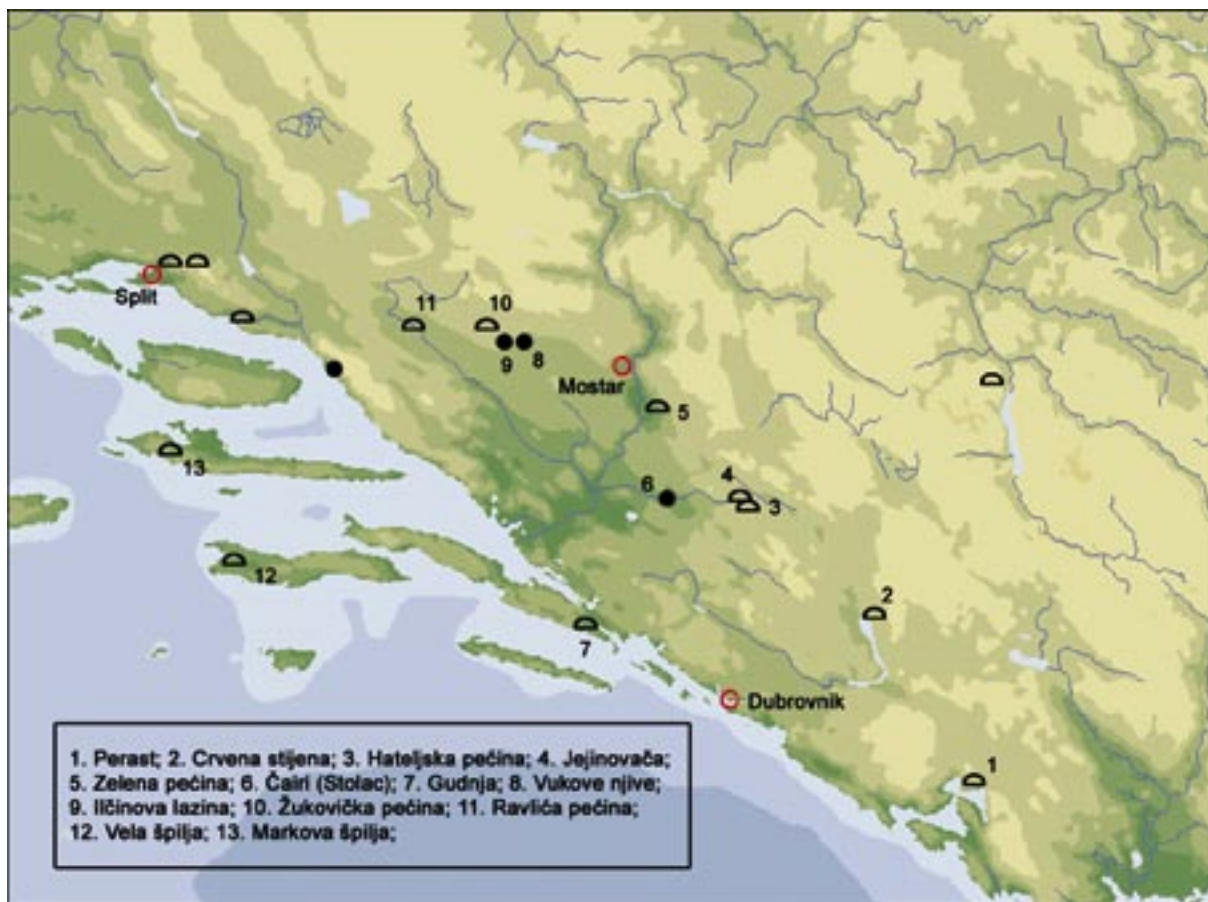 Split
11
10
9
8
Mostar
5
13
6
4
3
12
2
7
Dubrovnik
1
1. Perast; 2. Crvena stijena; 3. Hateljska pećina; 4. Jejinovača;
5. Zelena pećina; 6. Čairi (Stolac); 7. Gudnja; 8. Vukove njive;
9. Ilčinova lazina; 10. Žukovička pećina; 11. Ravlića pećina;
12. Vela špilja; 13. Markova špilja;